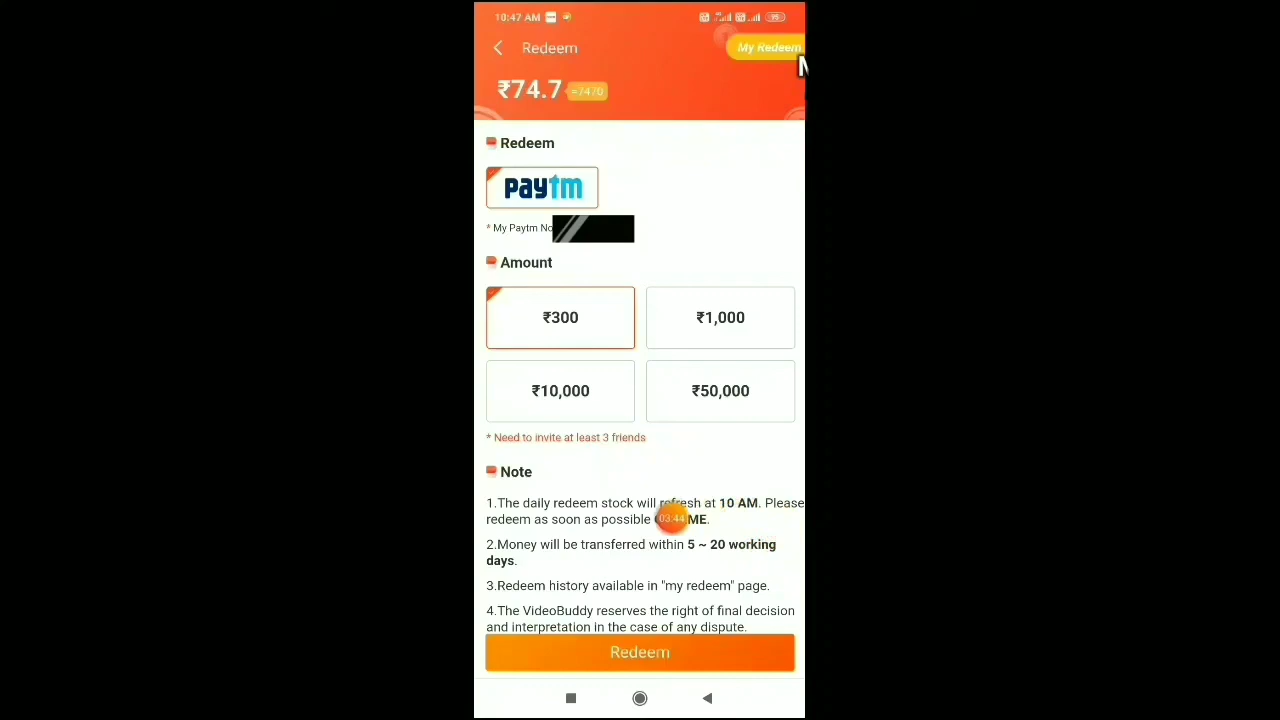 10:47 AM
Redeem
My Redeem
₹74.7 =7470
Redeem
paytm
* My Paytm No
Amount
₹300
₹1,000
₹10,000
₹50,000
* Need to invite at least 3 friends
Note
1.The daily redeem stock will refresh at 10 AM. Please
redeem as soon as possible ME.
03:44
2.Money will be transferred within 5 ~ 20 working
days.
3.Redeem history available in "my redeem" page.
4.The VideoBuddy reserves the right of final decision
and interpretation in the case of any dispute.
Redeem